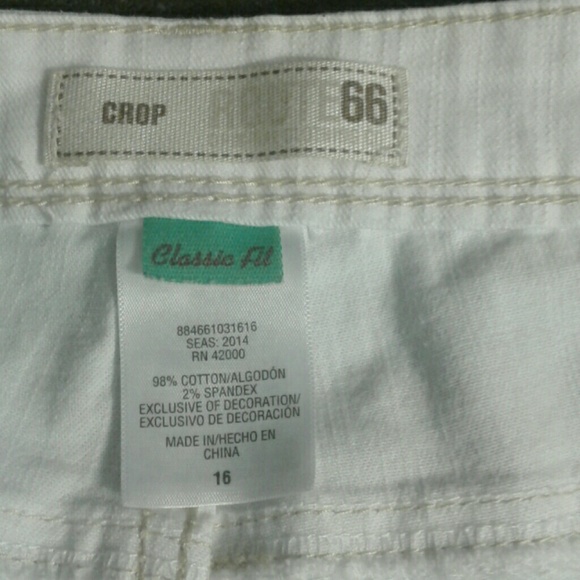 CROP ROUTE 66
Classic Fit
884661031616
SEAS: 2014
RN 42000
98% COTTON/ALGODÓN
2% SPANDEX
EXCLUSIVE OF DECORATION/
EXCLUSIVO DE DECORACIÓN
MADE IN/HECHO EN
CHINA
16